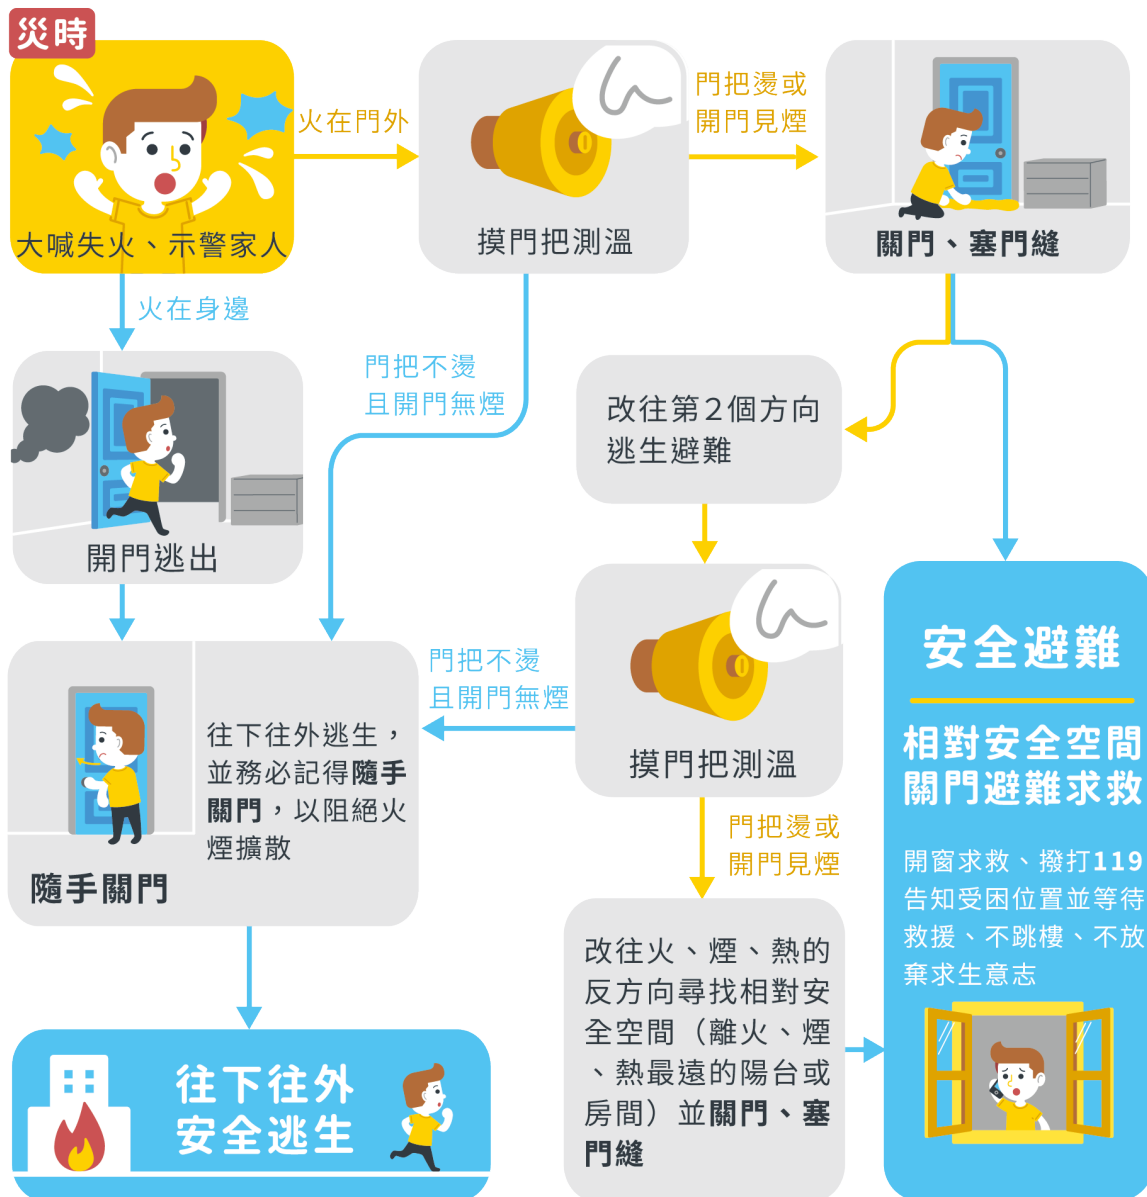 災時
大喊失火、示警家人
火在門外
摸門把測溫
門把燙或
開門見煙
關門、塞門縫
火在身邊
開門逃出
門把不燙
且開門無煙
改往第2個方向
逃生避難
摸門把測溫
門把不燙
且開門無煙
往下往外逃生，
並務必記得隨手
關門，以阻絕火
煙擴散
隨手關門
往下往外
安全逃生
門把燙或
開門見煙
改往火、煙、熱的
反方向尋找相對安
全空間（離火、煙
、熱最遠的陽台或
房間）並關門、塞
門縫
安全避難
相對安全空間
關門避難求救
開窗求救、撥打119
告知受困位置並等待
救援、不跳樓、不放
棄求生意志